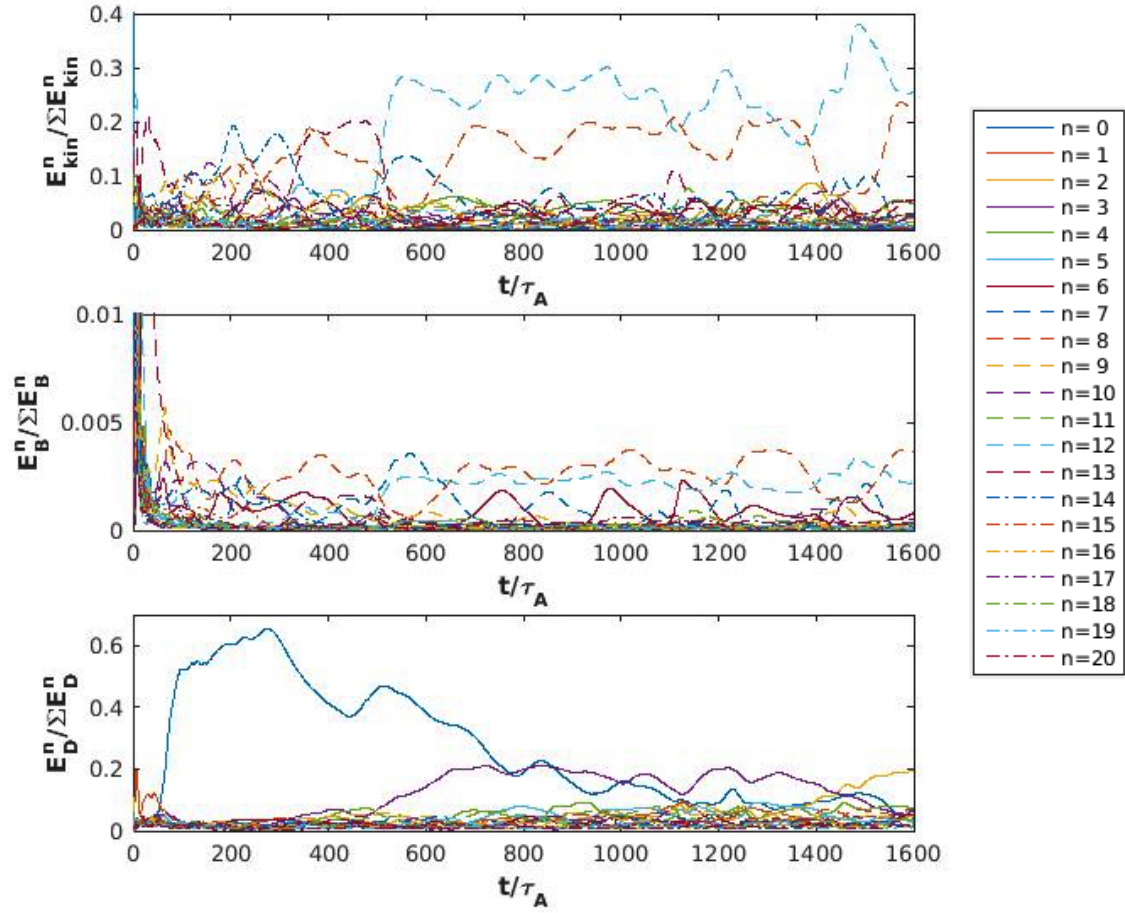 0.4
0.3
0.2
0.1
0
E^n_kin/ΣE^n_kin
0 200 400 600 800 1000 1200 1400 1600
t/τ_A
0.01
0.005
0
E^n_B/ΣE^n_B
0 200 400 600 800 1000 1200 1400 1600
t/τ_A
0.6
0.4
0.2
0
E^n_D/ΣE^n_D
0 200 400 600 800 1000 1200 1400 1600
t/τ_A
n= 0
n= 1
n= 2
n= 3
n= 4
n= 5
n= 6
n= 7
n= 8
n= 9
n=10
n=11
n=12
n=13
n=14
n=15
n=16
n=17
n=18
n=19
n=20